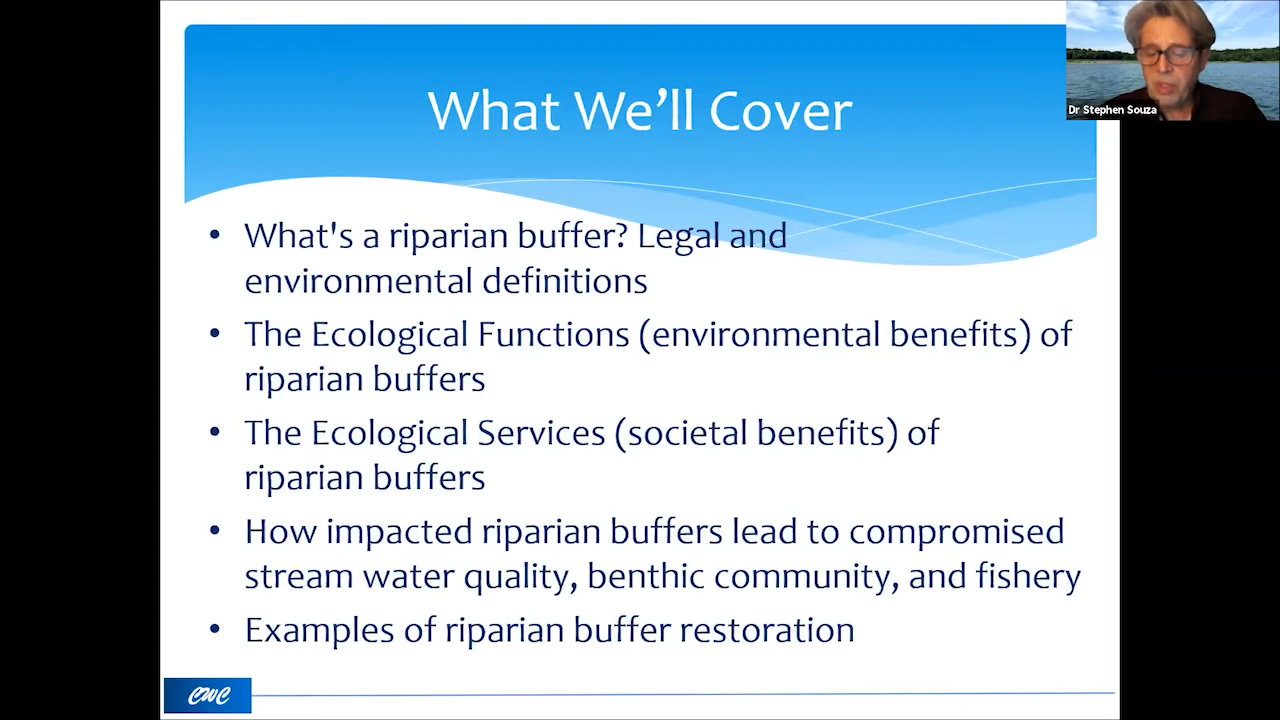 What We'll Cover
Dr Stephen Souza
• What's a riparian buffer? Legal and
environmental definitions
• The Ecological Functions (environmental benefits) of
riparian buffers
• The Ecological Services (societal benefits) of
riparian buffers
• How impacted riparian buffers lead to compromised
stream water quality, benthic community, and fishery
• Examples of riparian buffer restoration
CWC